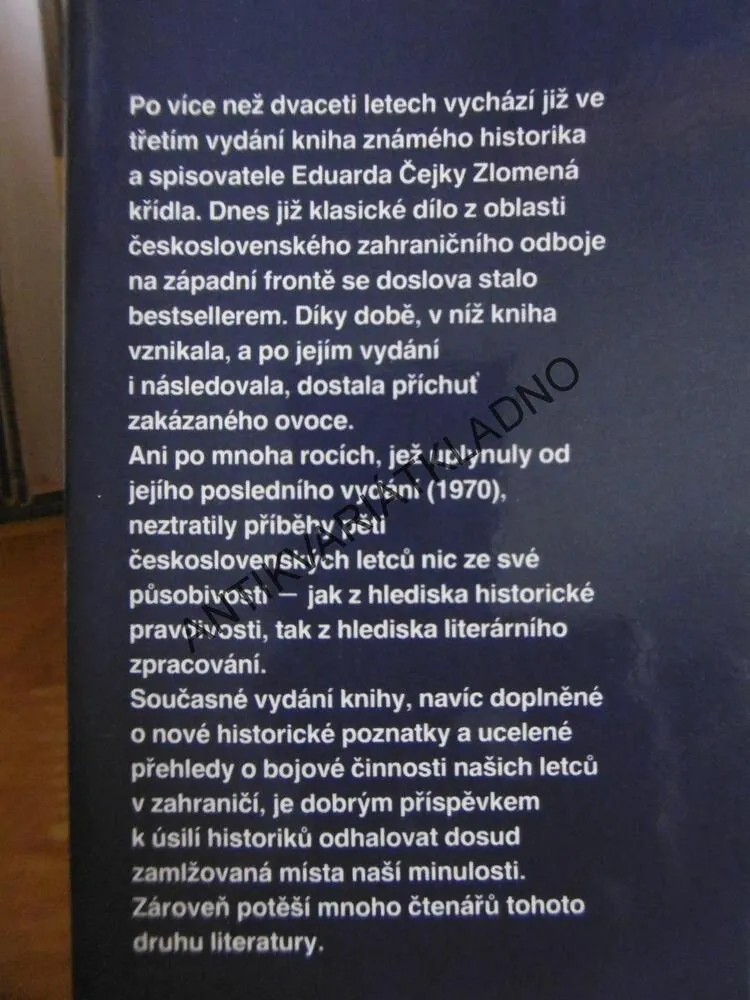 Po více než dvaceti letech vychází již ve
třetím vydání kniha známého historika
a spisovatele Eduarda Čejky Zlomená
křídla. Dnes již klasické dílo z oblasti
československého zahraničního odboje
na západní frontě se doslova stalo
bestsellerem. Díky době, v níž kniha
vznikala, a po jejím vydání
i následovala, dostala příchuť
zakázaného ovoce.
Ani po mnoha rocích, jež uplynuly od
jejího posledního vydání (1970),
neztratily příběhy pěti
československých letců nic ze své
působivosti — jak z hlediska historické
pravdivosti, tak z hlediska literárního
zpracování.
Současné vydání knihy, navíc doplněné
o nové historické poznatky a ucelené
přehledy o bojové činnosti našich letců
v zahraničí, je dobrým příspěvkem
k úsilí historiků odhalovat dosud
zamlžovaná místa naší minulosti.
Zároveň potěší mnoho čtenářů tohoto
druhu literatury.
ANTIKVARIÁTKLADNO